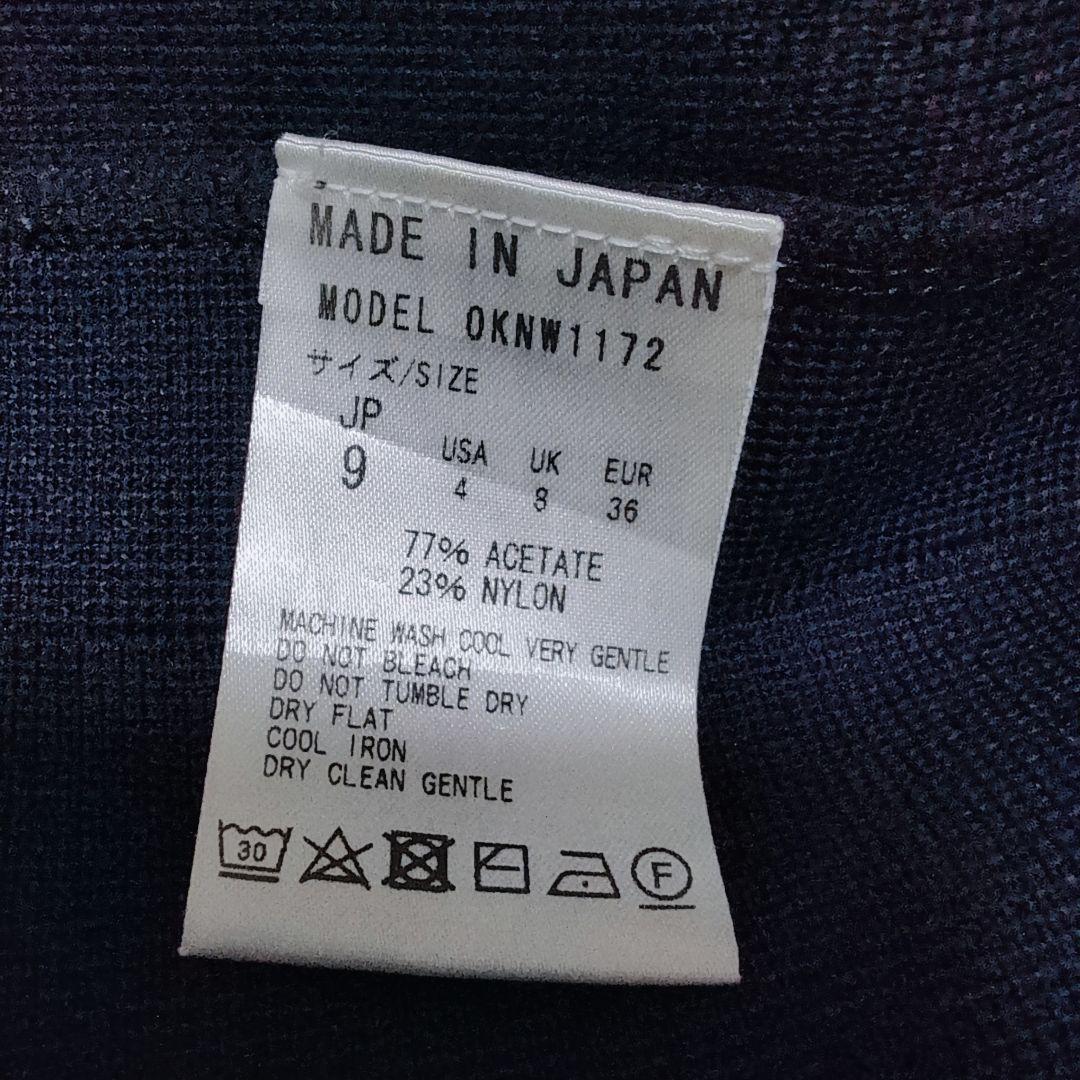 MADE IN JAPAN
MODEL OKNW1172
サイズ/SIZE
JP USA UK EUR
9 4 8 36
77% ACETATE
23% NYLON
MACHINE WASH COOL VERY GENTLE
DO NOT BLEACH
DO NOT TUMBLE DRY
DRY FLAT
COOL IRON
DRY CLEAN GENTLE
30 F